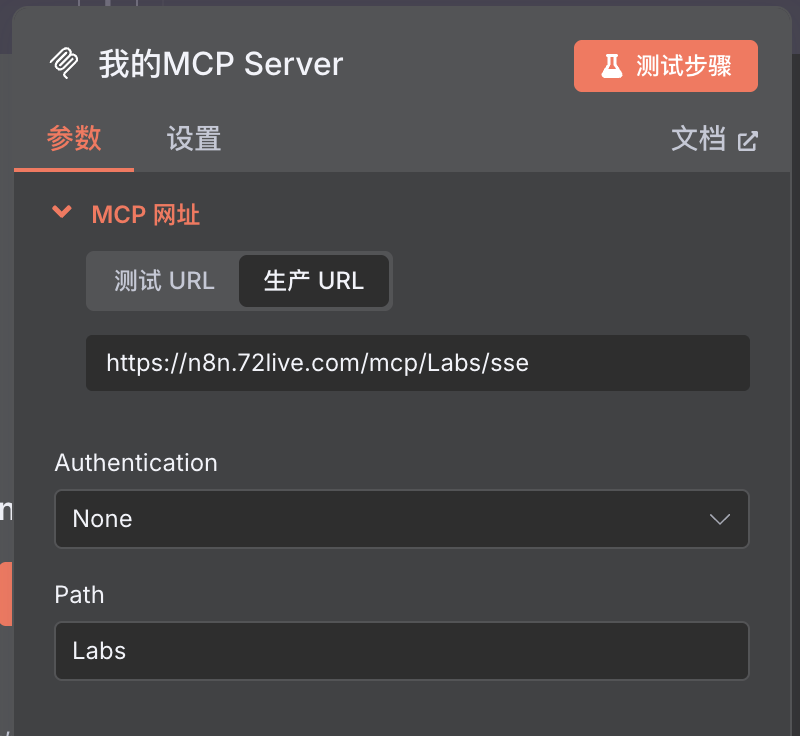 我的MCP Server
测试步骤
参数 设置 文档
MCP 网址
测试 URL 生产 URL
https://n8n.72live.com/mcp/Labs/sse
Authentication
None
Path
Labs